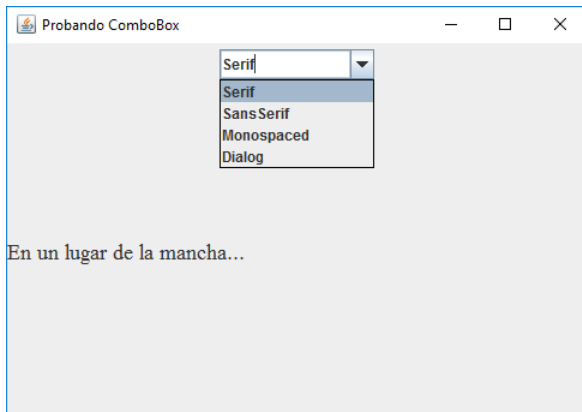 Probando ComboBox
Serif
Serif
SansSerif
Monospaced
Dialog
En un lugar de la mancha...